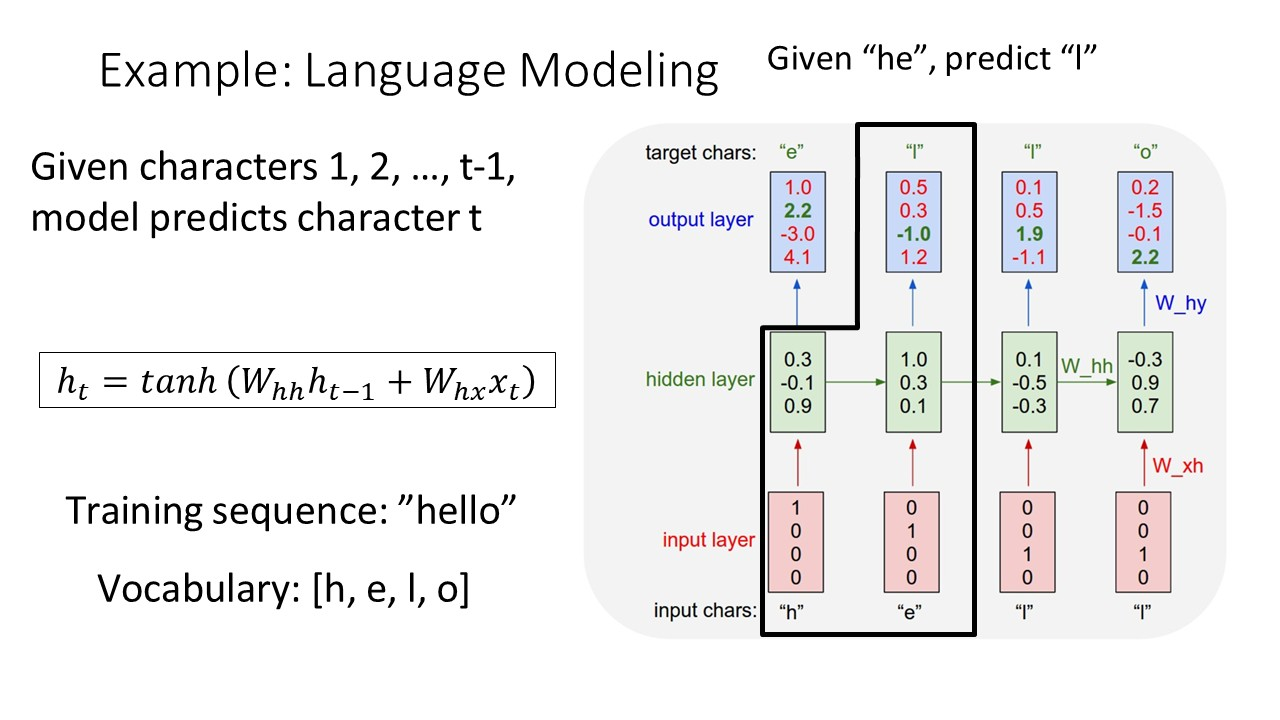 Example: Language Modeling
Given “he”, predict “l”
Given characters 1, 2, …, t-1,
model predicts character t
h_t = tanh (W_hh h_{t−1} + W_hx x_t)
Training sequence: ”hello”
Vocabulary: [h, e, l, o]
target chars: “e” “l” “l” “o”
output layer
1.0 0.5 0.1 0.2
2.2 0.3 0.5 -1.5
-3.0 -1.0 1.9 -0.1
4.1 1.2 -1.1 2.2
W_hy
hidden layer
0.3 1.0 0.1 -0.3
-0.1 0.3 -0.5 0.9
0.9 0.1 -0.3 0.7
W_hh
W_xh
input layer
1 0 0 0
0 1 0 0
0 0 1 1
0 0 0 0
input chars: “h” “e” “l” “l”